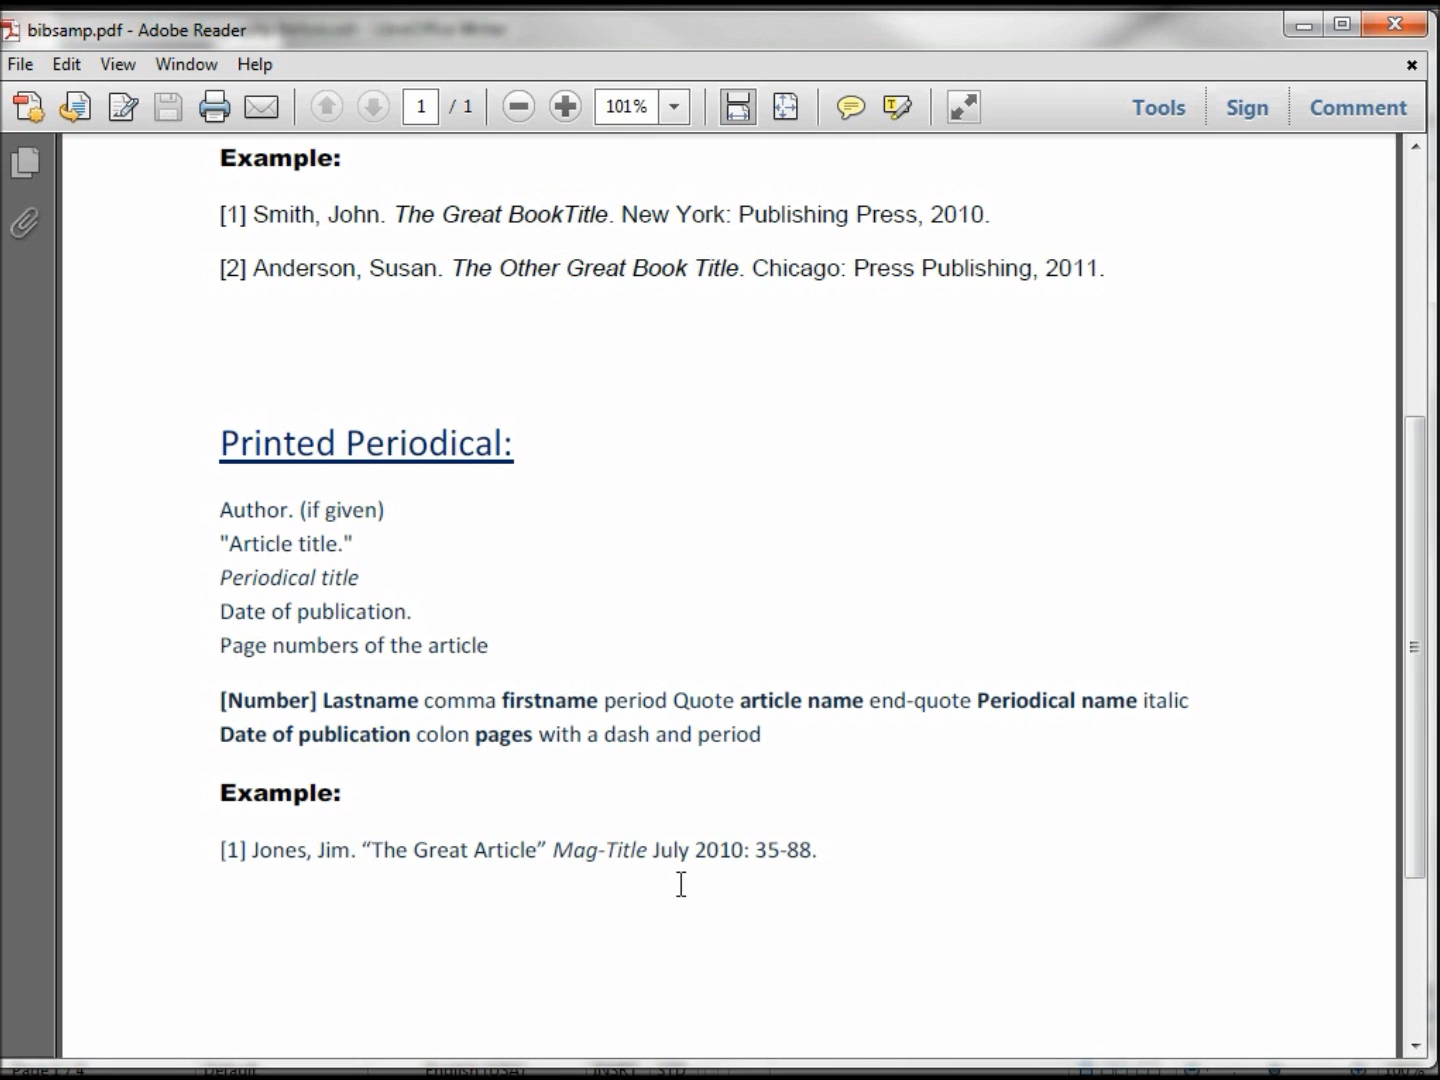 bibsamp.pdf - Adobe Reader
File Edit View Window Help
1 / 1 101% Tools Sign Comment
Example:
[1] Smith, John. The Great BookTitle. New York: Publishing Press, 2010.
[2] Anderson, Susan. The Other Great Book Title. Chicago: Press Publishing, 2011.
Printed Periodical:
Author. (if given)
"Article title."
Periodical title
Date of publication.
Page numbers of the article
[Number] Lastname comma firstname period Quote article name end-quote Periodical name italic
Date of publication colon pages with a dash and period
Example:
[1] Jones, Jim. “The Great Article” Mag-Title July 2010: 35-88.